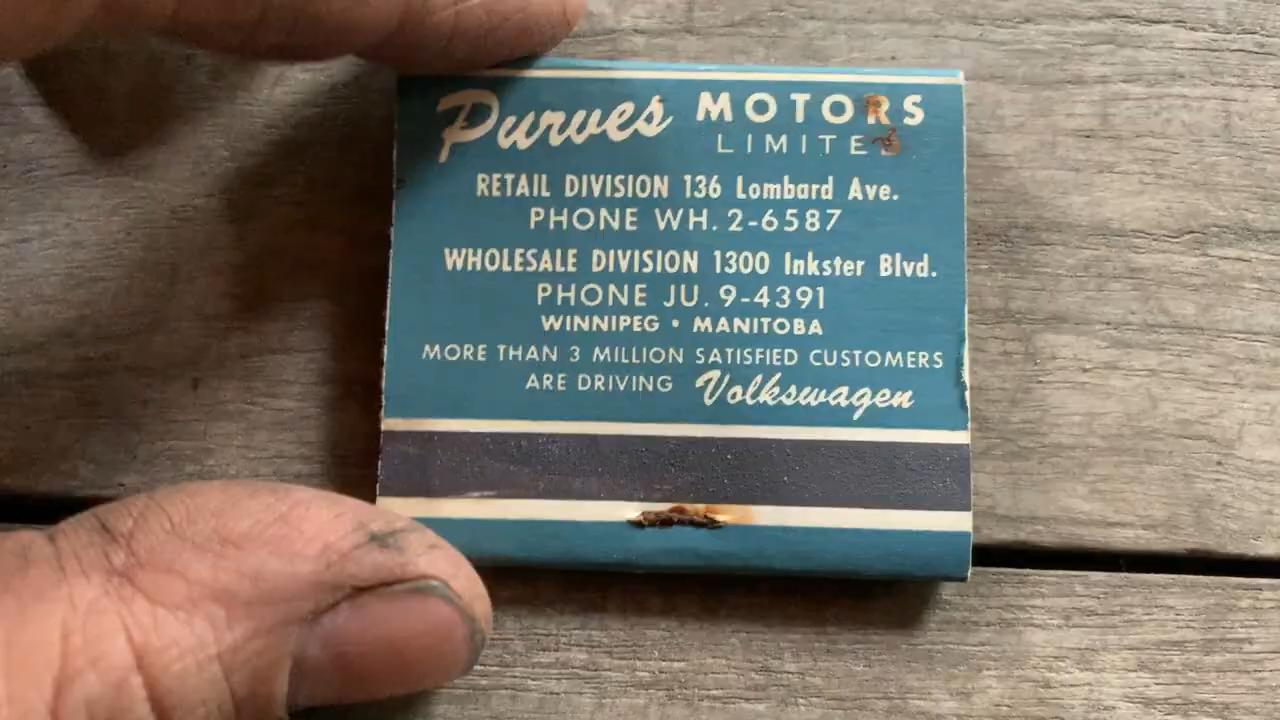 Purves MOTORS
LIMITED
RETAIL DIVISION 136 Lombard Ave.
PHONE WH. 2-6587
WHOLESALE DIVISION 1300 Inkster Blvd.
PHONE JU. 9-4391
WINNIPEG • MANITOBA
MORE THAN 3 MILLION SATISFIED CUSTOMERS
ARE DRIVING Volkswagen